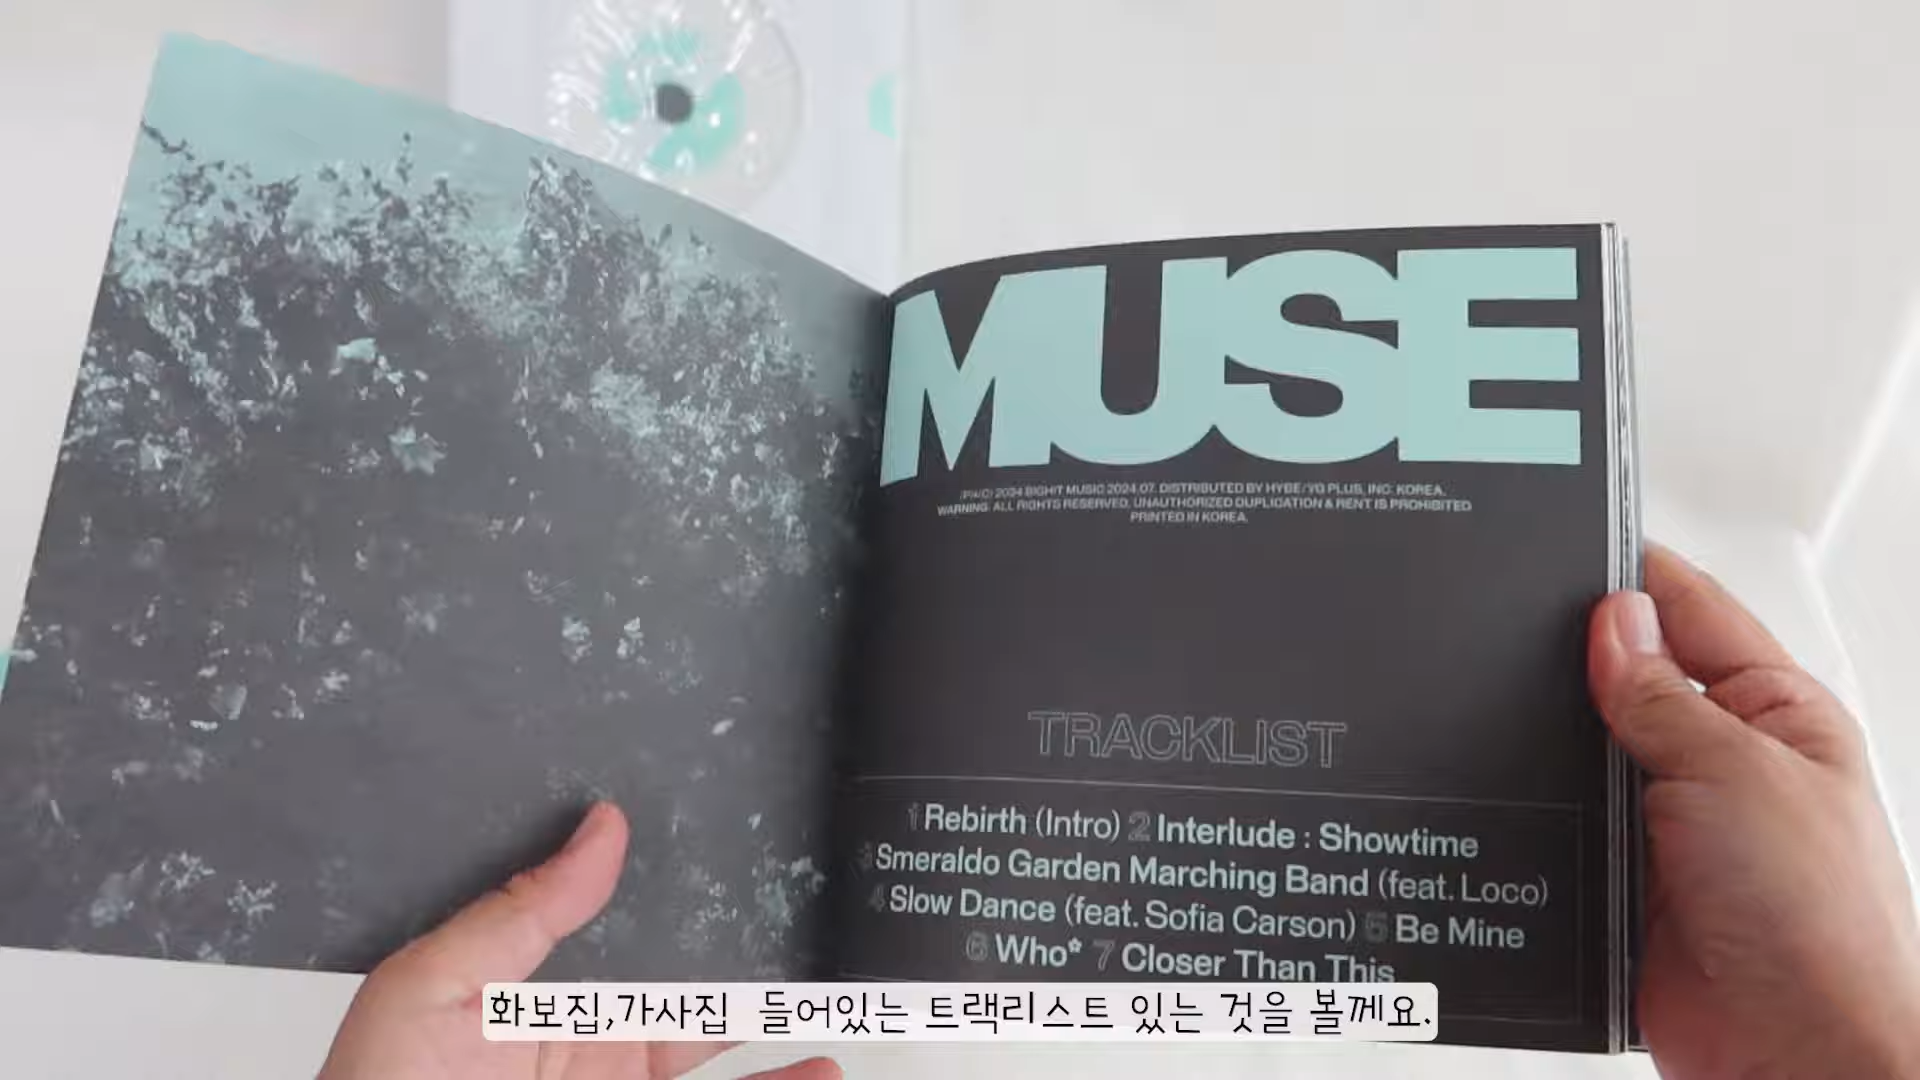 MUSE
(P)&(C) 2024 BIGHIT MUSIC 2024.07. DISTRIBUTED BY HYBE/YG PLUS, INC. KOREA.
WARNING: ALL RIGHTS RESERVED. UNAUTHORIZED DUPLICATION & RENT IS PROHIBITED
PRINTED IN KOREA.
TRACKLIST
1 Rebirth (Intro) 2 Interlude : Showtime
3 Smeraldo Garden Marching Band (feat. Loco)
4 Slow Dance (feat. Sofia Carson) 5 Be Mine
6 Who* 7 Closer Than This
화보집,가사집 들어있는 트랙리스트 있는 것을 볼께요.